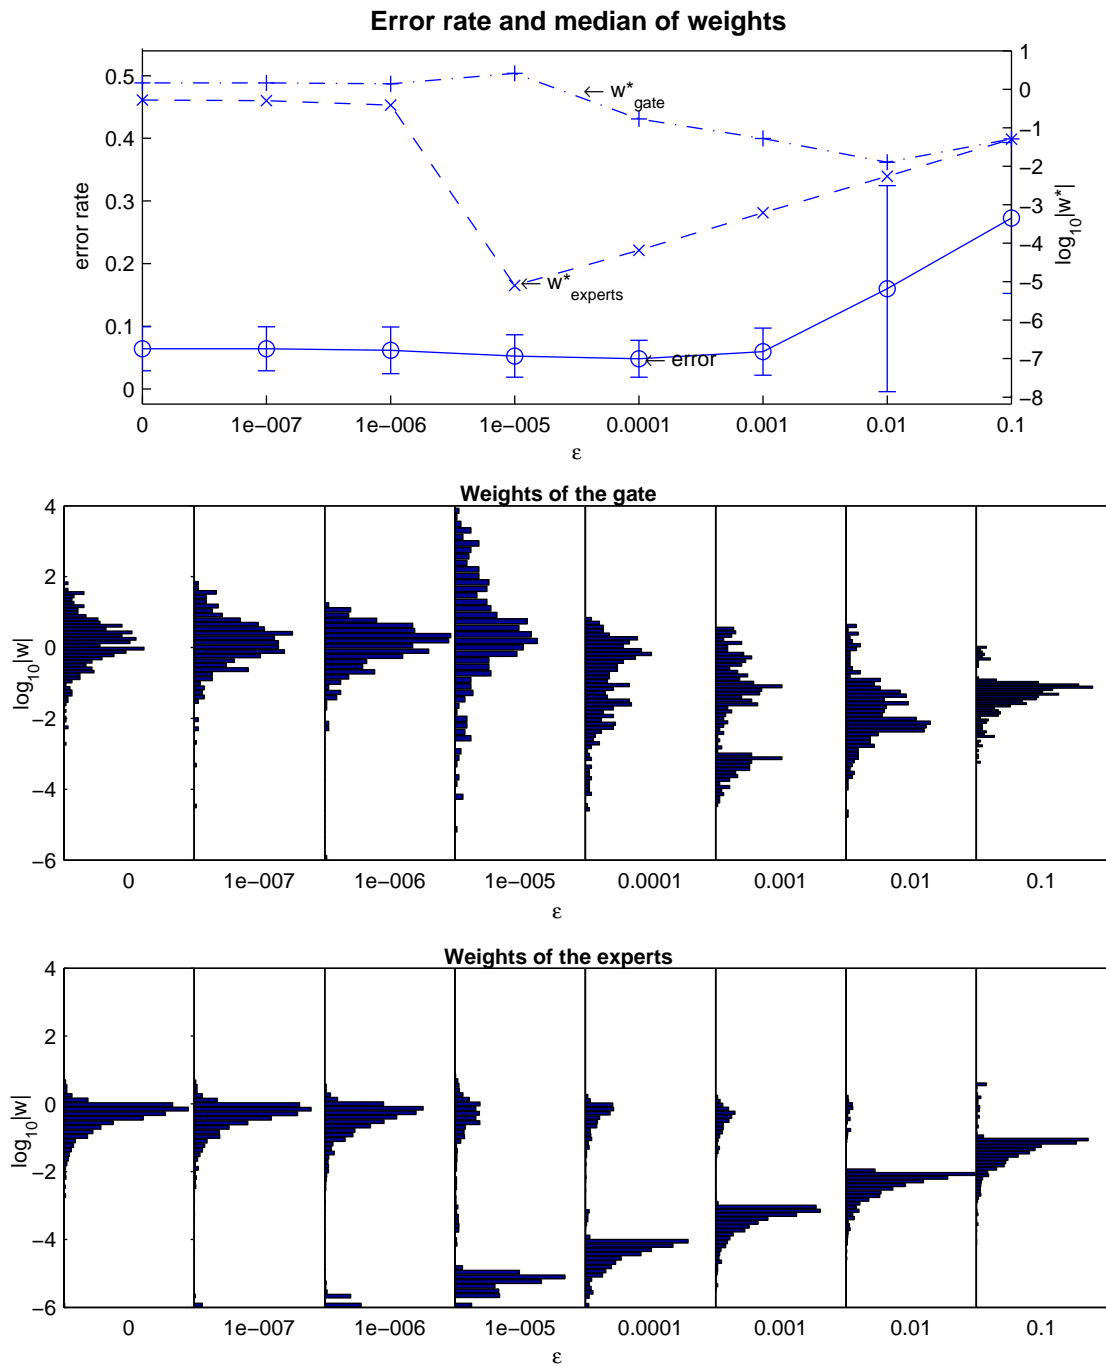 Error rate and median of weights
0.5
0.4
0.3
0.2
0.1
0
error rate
1
0
−1
−2
−3
−4
−5
−6
−7
−8
log10|w*|
← w*gate
← w*experts
← error
0 1e−007 1e−006 1e−005 0.0001 0.001 0.01 0.1
ε
Weights of the gate
4
2
0
−2
−4
−6
log10|w|
0 1e−007 1e−006 1e−005 0.0001 0.001 0.01 0.1
ε
Weights of the experts
4
2
0
−2
−4
−6
log10|w|
0 1e−007 1e−006 1e−005 0.0001 0.001 0.01 0.1
ε